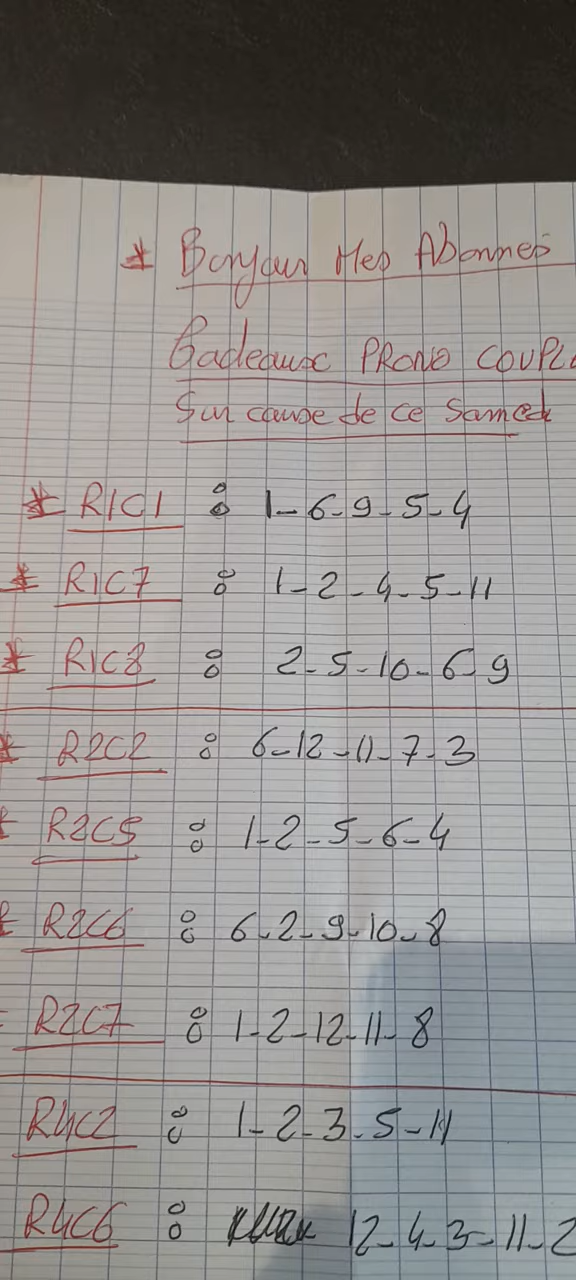 * Bonjour Mes Abonnés
Cadeaux PRONO COUPL
Sur cause de ce Samed
* R1C1 : 1-6-9-5-4
* R1C7 : 1-2-4-5-11
* R1C8 : 2-5-10-6-9
* R2C2 : 6-12-11-7-3
* R2C5 : 1-2-5-6-4
* R2C6 : 6-2-9-10-8
- R2C7 : 1-2-12-11-8
R4C2 : 1-2-3-5-11
R4C6 : 12-4-3-11-2